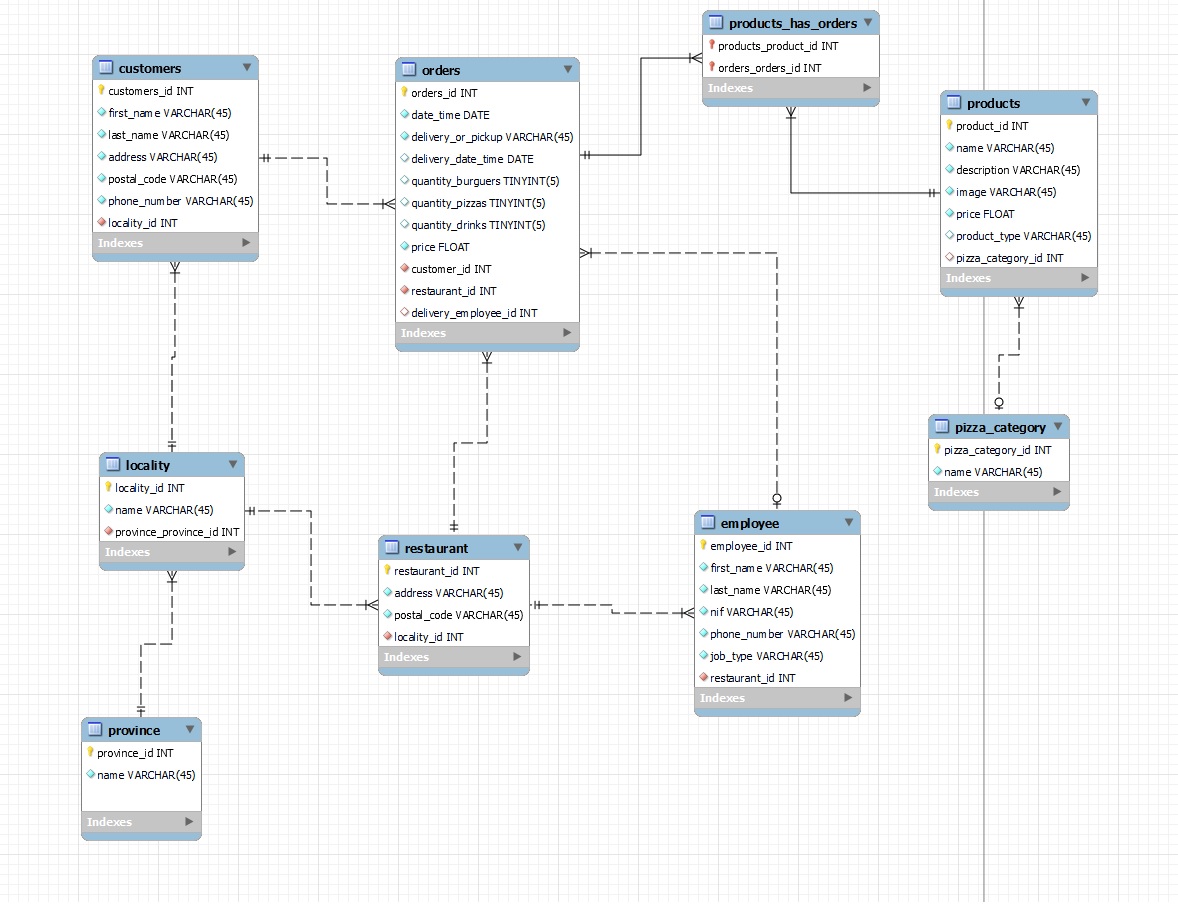 customers
customers_id INT
first_name VARCHAR(45)
last_name VARCHAR(45)
address VARCHAR(45)
postal_code VARCHAR(45)
phone_number VARCHAR(45)
locality_id INT
Indexes
orders
orders_id INT
date_time DATE
delivery_or_pickup VARCHAR(45)
delivery_date_time DATE
quantity_burguers TINYINT(5)
quantity_pizzas TINYINT(5)
quantity_drinks TINYINT(5)
price FLOAT
customer_id INT
restaurant_id INT
delivery_employee_id INT
Indexes
products_has_orders
products_product_id INT
orders_orders_id INT
Indexes
products
product_id INT
name VARCHAR(45)
description VARCHAR(45)
image VARCHAR(45)
price FLOAT
product_type VARCHAR(45)
pizza_category_id INT
Indexes
pizza_category
pizza_category_id INT
name VARCHAR(45)
Indexes
locality
locality_id INT
name VARCHAR(45)
province_province_id INT
Indexes
restaurant
restaurant_id INT
address VARCHAR(45)
postal_code VARCHAR(45)
locality_id INT
Indexes
employee
employee_id INT
first_name VARCHAR(45)
last_name VARCHAR(45)
nif VARCHAR(45)
phone_number VARCHAR(45)
job_type VARCHAR(45)
restaurant_id INT
Indexes
province
province_id INT
name VARCHAR(45)
Indexes